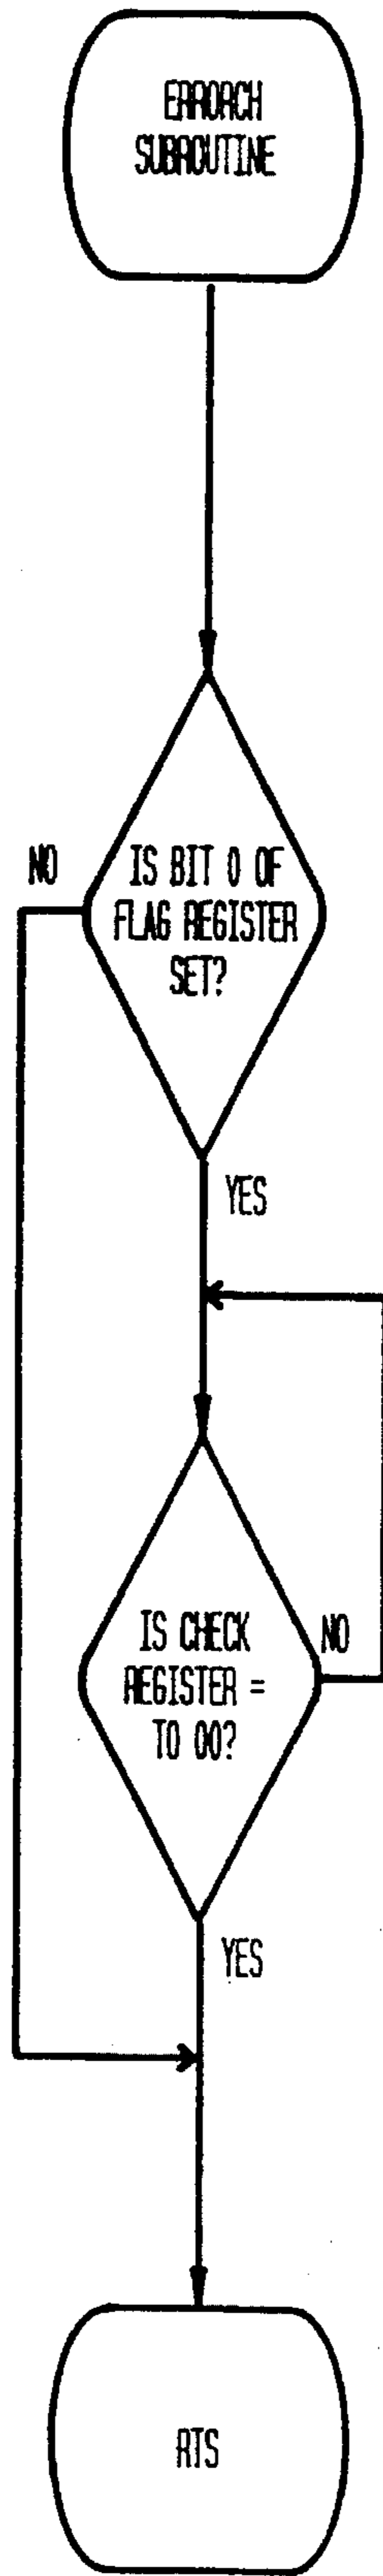 ERRORCH
SUBROUTINE
NO
IS BIT 0 OF
FLAG REGISTER
SET?
YES
IS CHECK
REGISTER =
TO 00?
NO
YES
RTS